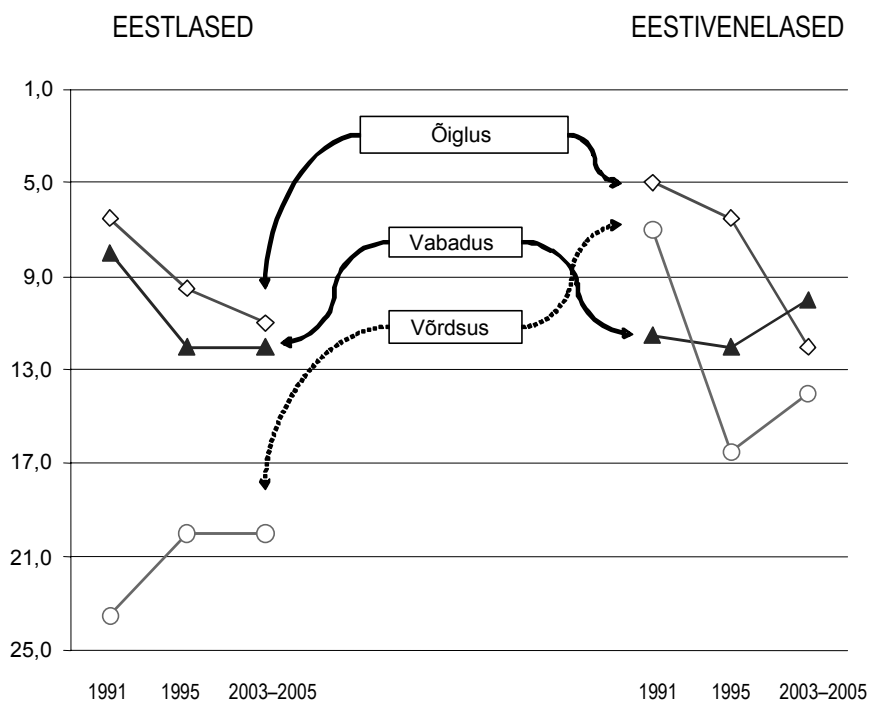 EESTLASED
EESTIVENELASED
1,0
5,0
9,0
13,0
17,0
21,0
25,0
Õiglus
Vabadus
Võrdsus
1991 1995 2003–2005
1991 1995 2003–2005